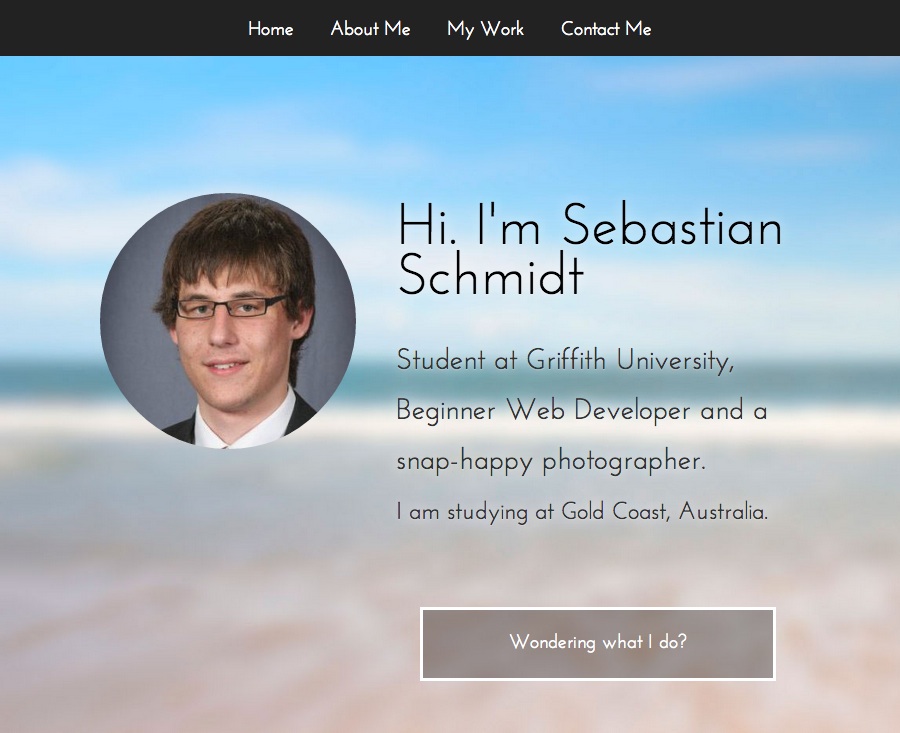 Home About Me My Work Contact Me
Hi. I'm Sebastian
Schmidt
Student at Griffith University,
Beginner Web Developer and a
snap-happy photographer.
I am studying at Gold Coast, Australia.
Wondering what I do?